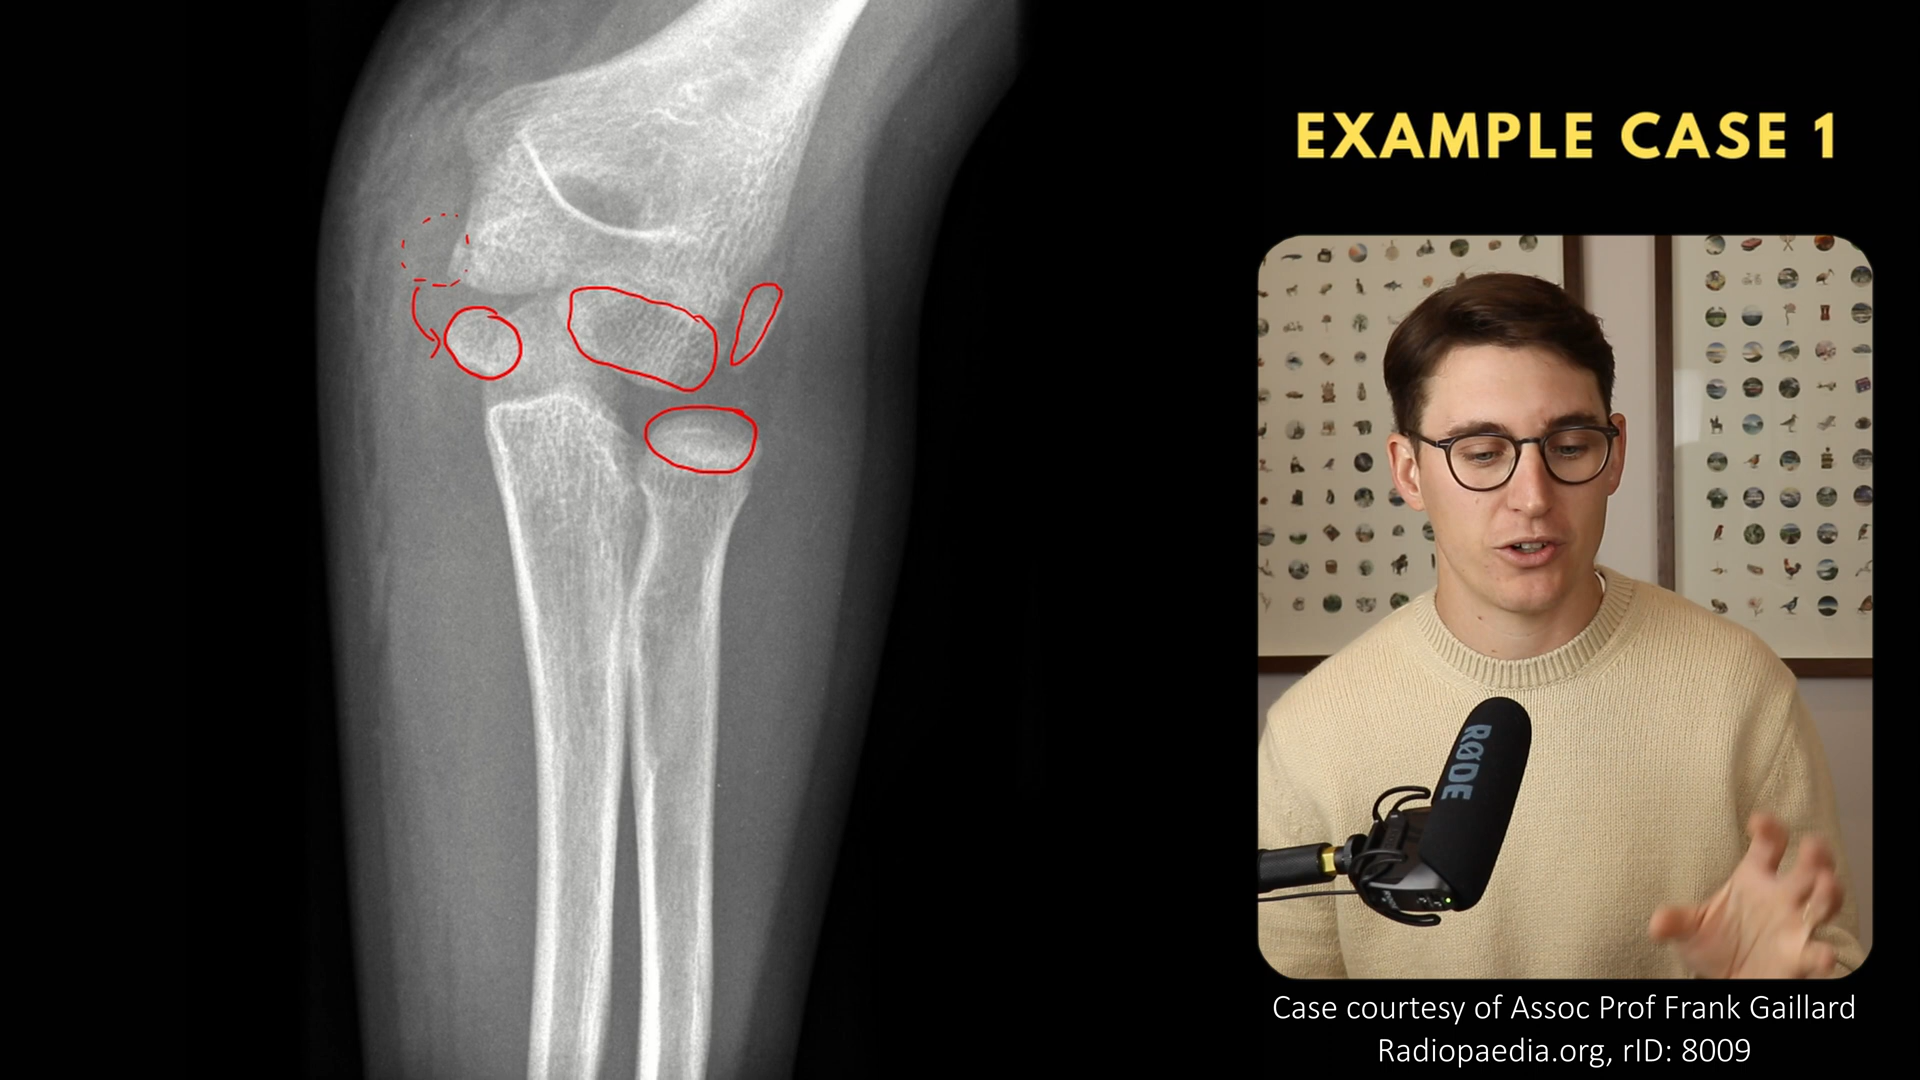 EXAMPLE CASE 1
RØDE
Case courtesy of Assoc Prof Frank Gaillard
Radiopaedia.org, rID: 8009